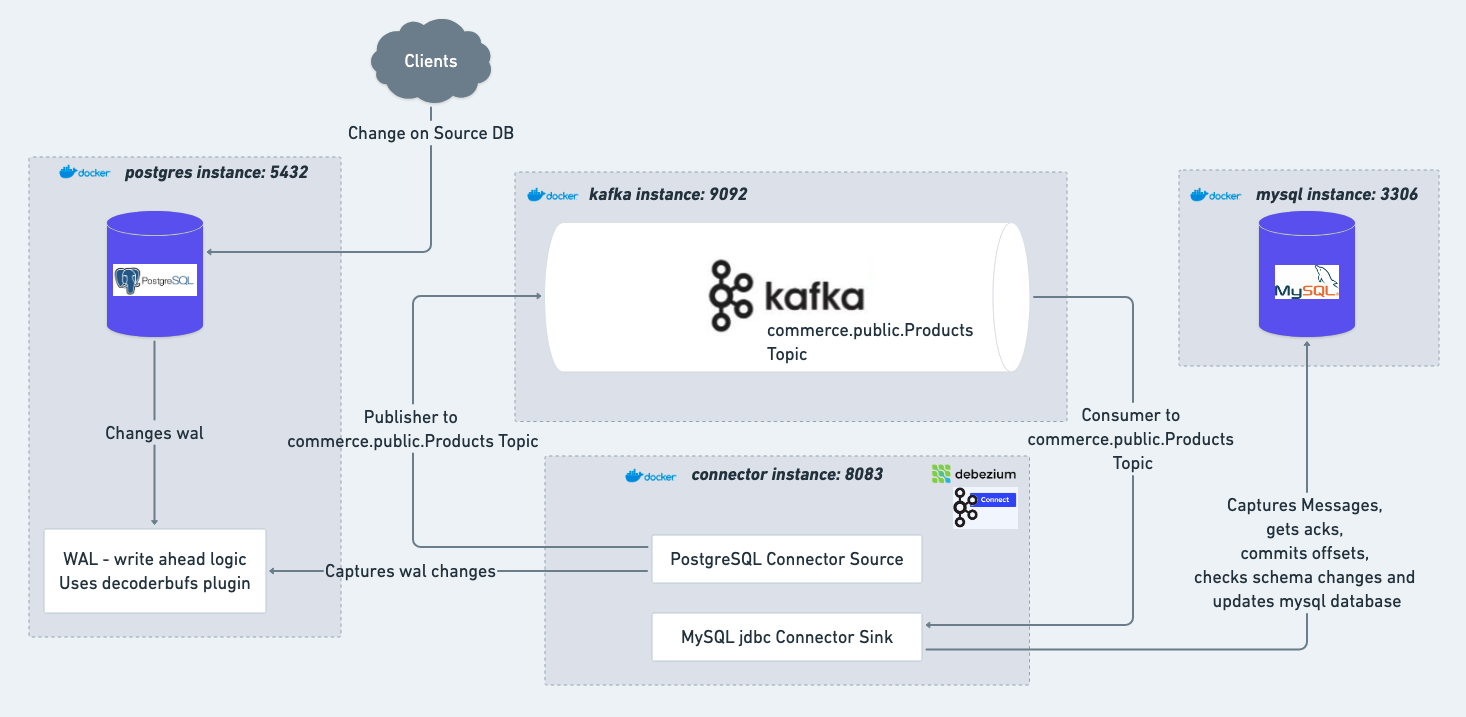 Clients
Change on Source DB
docker
postgres instance: 5432
PostgreSQL
Changes wal
WAL - write ahead logic
Uses decoderbufs plugin
docker
kafka instance: 9092
kafka
commerce.public.Products
Topic
Publisher to
commerce.public.Products Topic
Captures wal changes
docker
connector instance: 8083
debezium
Connect
PostgreSQL Connector Source
MySQL jdbc Connector Sink
Consumer to
commerce.public.Products
Topic
docker
mysql instance: 3306
MySQL
Captures Messages,
gets acks,
commits offsets,
checks schema changes and
updates mysql database